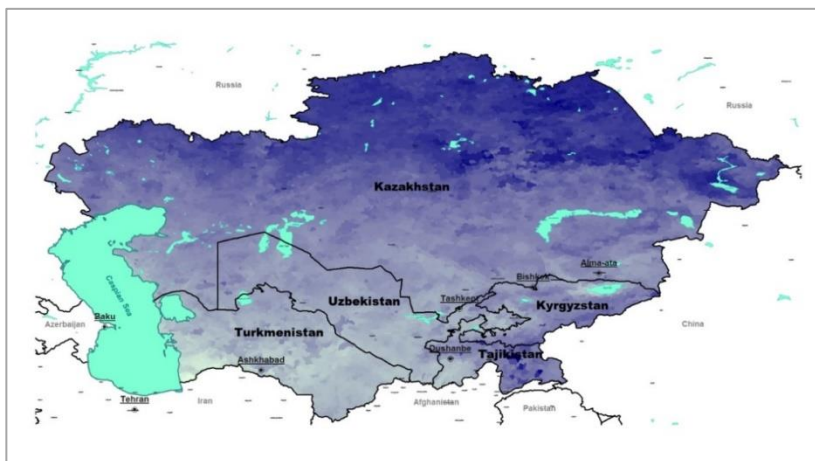 Russia
Russia
Kazakhstan
Caspian Sea
Alma-ata
Bishkek
Tashkent
Kyrgyzstan
Uzbekistan
Azerbaijan
Baku
Turkmenistan
China
Dushanbe
Tajikistan
Ashkhabad
Tehran
Iran
Afghanistan
Pakistan